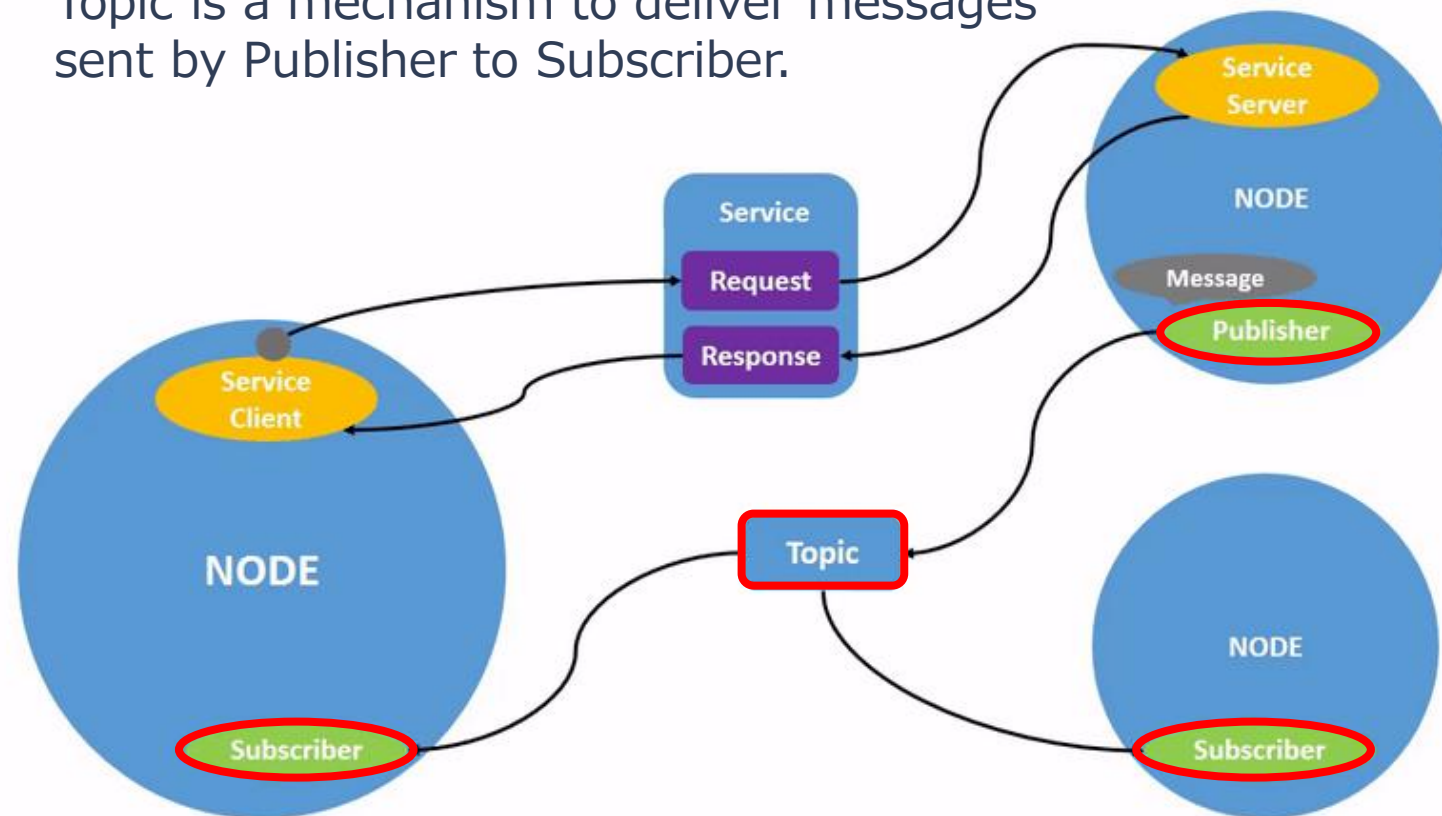 Topic is a mechanism to deliver messages
sent by Publisher to Subscriber.
Service
Server
NODE
Message
Publisher
Service
Request
Response
Service
Client
NODE
Subscriber
Topic
NODE
Subscriber